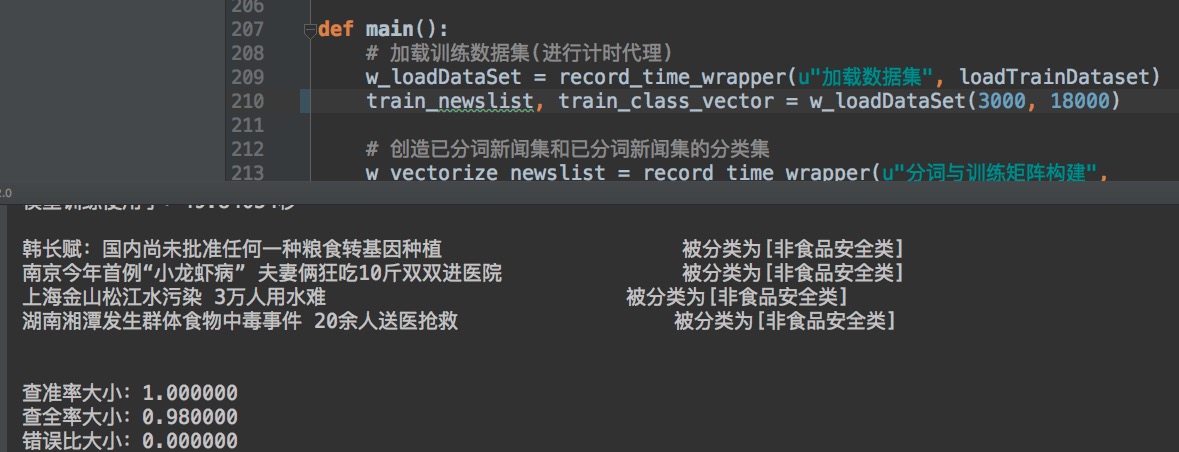 206
207 def main():
208 # 加载训练数据集(进行计时代理)
209 w_loadDataSet = record_time_wrapper(u"加载数据集", loadTrainDataset)
210 train_newslist, train_class_vector = w_loadDataSet(3000, 18000)
211
212 # 创造已分词新闻集和已分词新闻集的分类集
213 w_vectorize_newslist = record_time_wrapper(u"分词与训练矩阵构建",
2.0
韩长赋：国内尚未批准任何一种粮食转基因种植 被分类为[非食品安全类]
南京今年首例“小龙虾病” 夫妻俩狂吃10斤双双进医院 被分类为[非食品安全类]
上海金山松江水污染 3万人用水难 被分类为[非食品安全类]
湖南湘潭发生群体食物中毒事件 20余人送医抢救 被分类为[非食品安全类]
查准率大小：1.000000
查全率大小：0.980000
错误比大小：0.000000